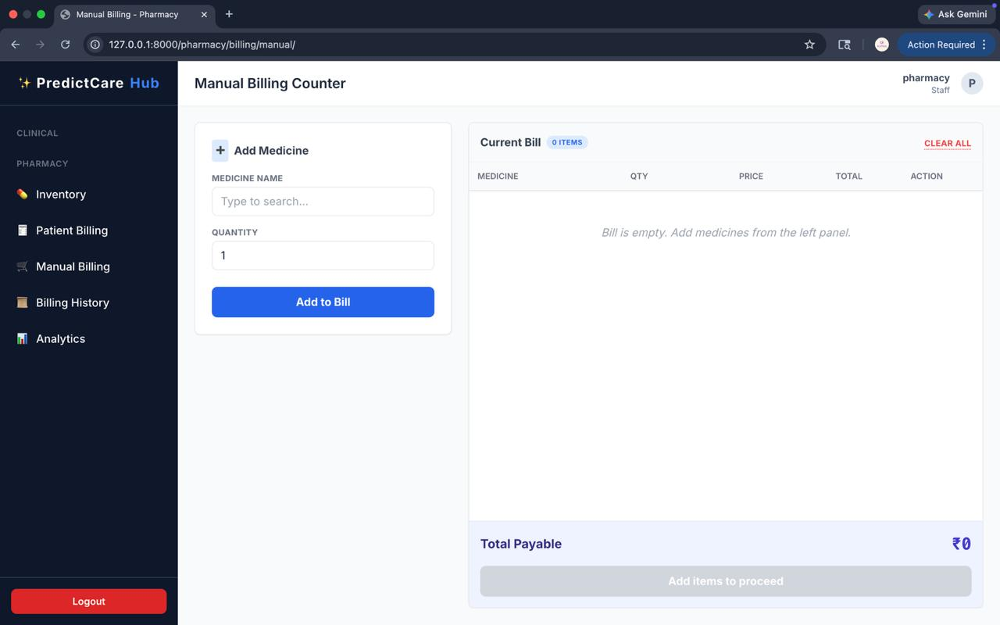 Manual Billing - Pharmacy
Ask Gemini
127.0.0.1:8000/pharmacy/billing/manual/
Action Required
PredictCare Hub
CLINICAL
PHARMACY
Inventory
Patient Billing
Manual Billing
Billing History
Analytics
Logout
Manual Billing Counter
pharmacy
Staff
P
+ Add Medicine
MEDICINE NAME
Type to search...
QUANTITY
1
Add to Bill
Current Bill 0 ITEMS
CLEAR ALL
MEDICINE QTY PRICE TOTAL ACTION
Bill is empty. Add medicines from the left panel.
Total Payable ₹0
Add items to proceed